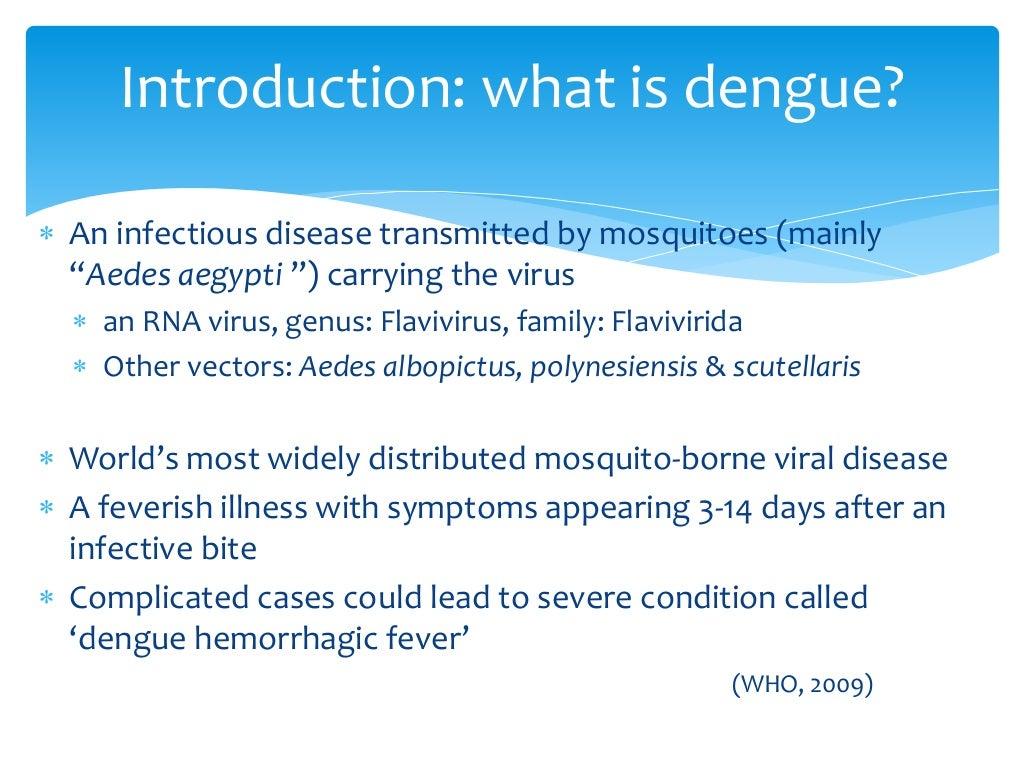 Introduction: what is dengue?
An infectious disease transmitted by mosquitoes (mainly
“Aedes aegypti ”) carrying the virus
an RNA virus, genus: Flavivirus, family: Flavivirida
Other vectors: Aedes albopictus, polynesiensis & scutellaris
World’s most widely distributed mosquito-borne viral disease
A feverish illness with symptoms appearing 3-14 days after an
infective bite
Complicated cases could lead to severe condition called
‘dengue hemorrhagic fever’
(WHO, 2009)